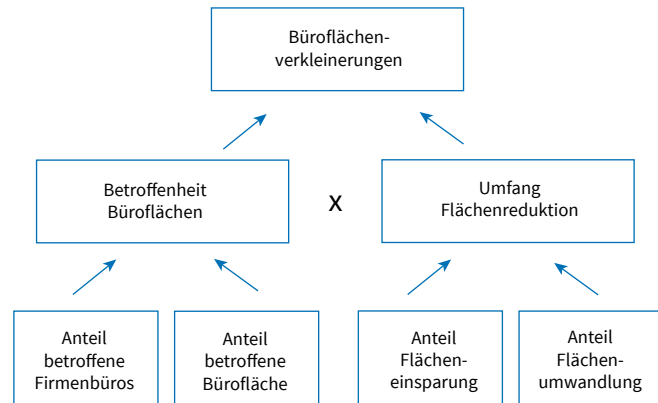 Büroflächen-
verkleinerungen
Betroffenheit
Büroflächen
X
Umfang
Flächenreduktion
Anteil
betroffene
Firmenbüros
Anteil
betroffene
Bürofläche
Anteil
Flächen-
einsparung
Anteil
Flächen-
umwandlung